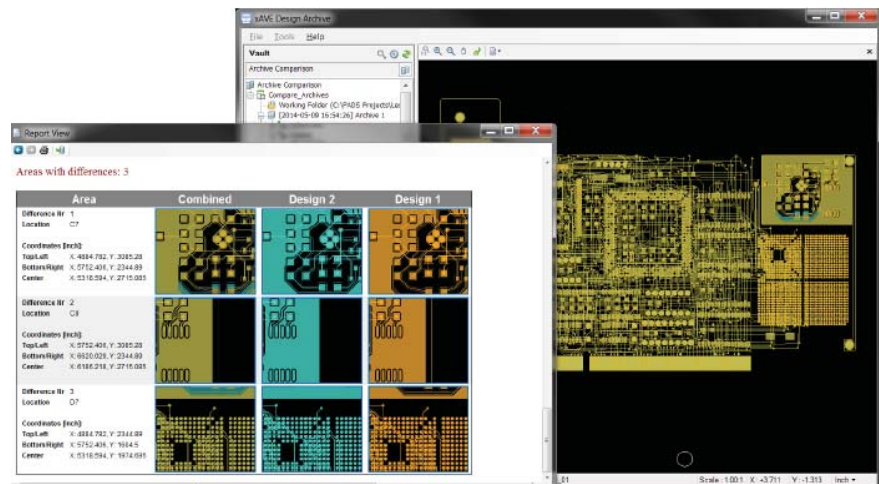 xAVE Design Archive
File Tools Help
Vault
Archive Comparison
Archive Comparison
Compare_Archives
Working Folder (C:\PADS Projects\Le
[2014-05-09 16:54:26] Archive 1
Report View
Areas with differences: 3
Area Combined Design 2 Design 1
Difference Nr 1
Location C7
Coordinates [inch]:
Top/Left X: 4884.782, Y: 3085.28
Bottom/Right X: 5752.406, Y: 2344.89
Center X: 5318.594, Y: 2715.085
Difference Nr 2
Location C8
Coordinates [inch]:
Top/Left X: 5752.406, Y: 3085.28
Bottom/Right X: 6620.029, Y: 2344.89
Center X: 6186.218, Y: 2715.085
Difference Nr 3
Location D7
Coordinates [inch]:
Top/Left X: 4884.782, Y: 2344.89
Bottom/Right X: 5752.406, Y: 1604.5
Center X: 5318.594, Y: 1974.695
_01 Scale : 100:1 X: +3.711 Y: -1.313 Inch